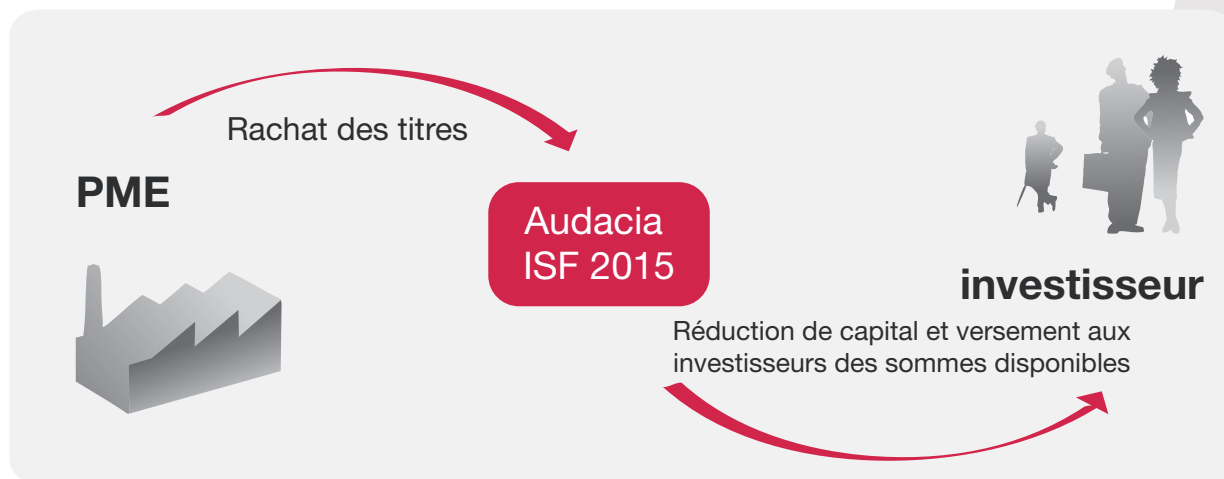 Rachat des titres
PME
Audacia
ISF 2015
investisseur
Réduction de capital et versement aux
investisseurs des sommes disponibles